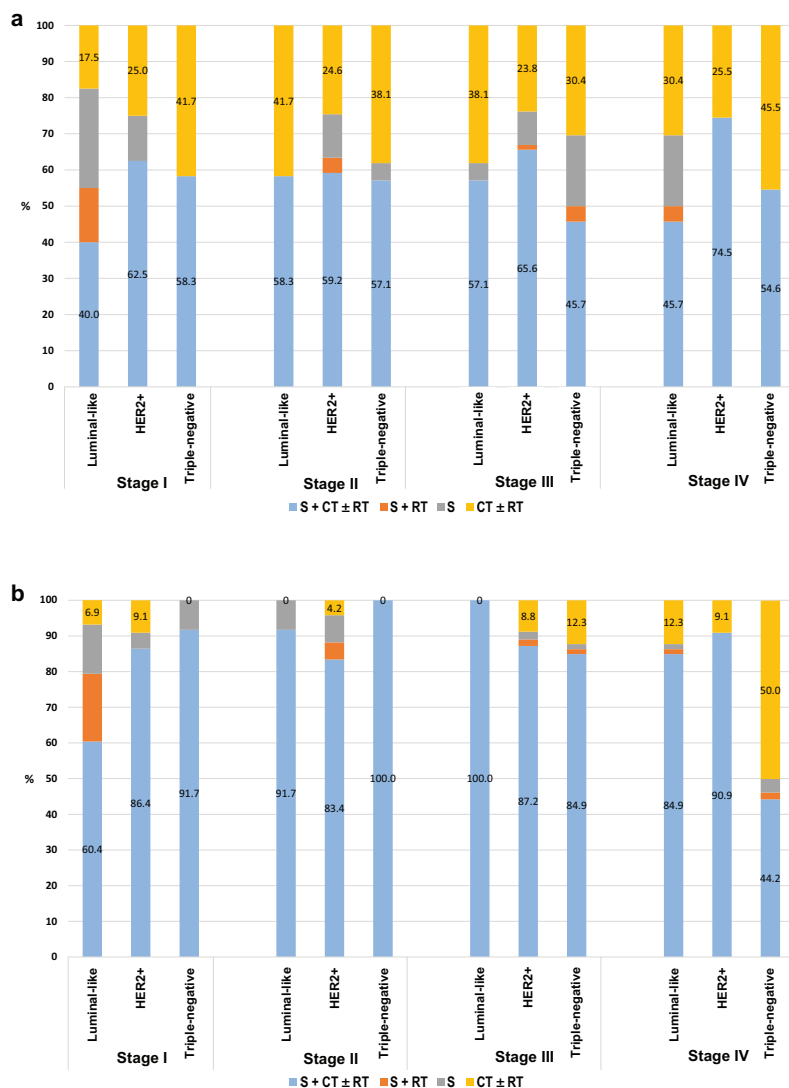 a
100
90
80
70
60
50
40
30
20
10
0
%
17.5 25.0 41.7 41.7 24.6 38.1 38.1 23.8 30.4 30.4 25.5 45.5
40.0 62.5 58.3 58.3 59.2 57.1 57.1 65.6 45.7 45.7 74.5 54.6
Luminal-like HER2+ Triple-negative Luminal-like HER2+ Triple-negative Luminal-like HER2+ Triple-negative Luminal-like HER2+ Triple-negative
Stage I Stage II Stage III Stage IV
S + CT ± RT S + RT S CT ± RT
b
100
90
80
70
60
50
40
30
20
10
0
%
6.9 9.1 0 0 4.2 0 0 8.8 12.3 12.3 9.1 50.0
60.4 86.4 91.7 91.7 83.4 100.0 100.0 87.2 84.9 84.9 90.9 44.2
Luminal-like HER2+ Triple-negative Luminal-like HER2+ Triple-negative Luminal-like HER2+ Triple-negative Luminal-like HER2+ Triple-negative
Stage I Stage II Stage III Stage IV
S + CT ± RT S + RT S CT ± RT